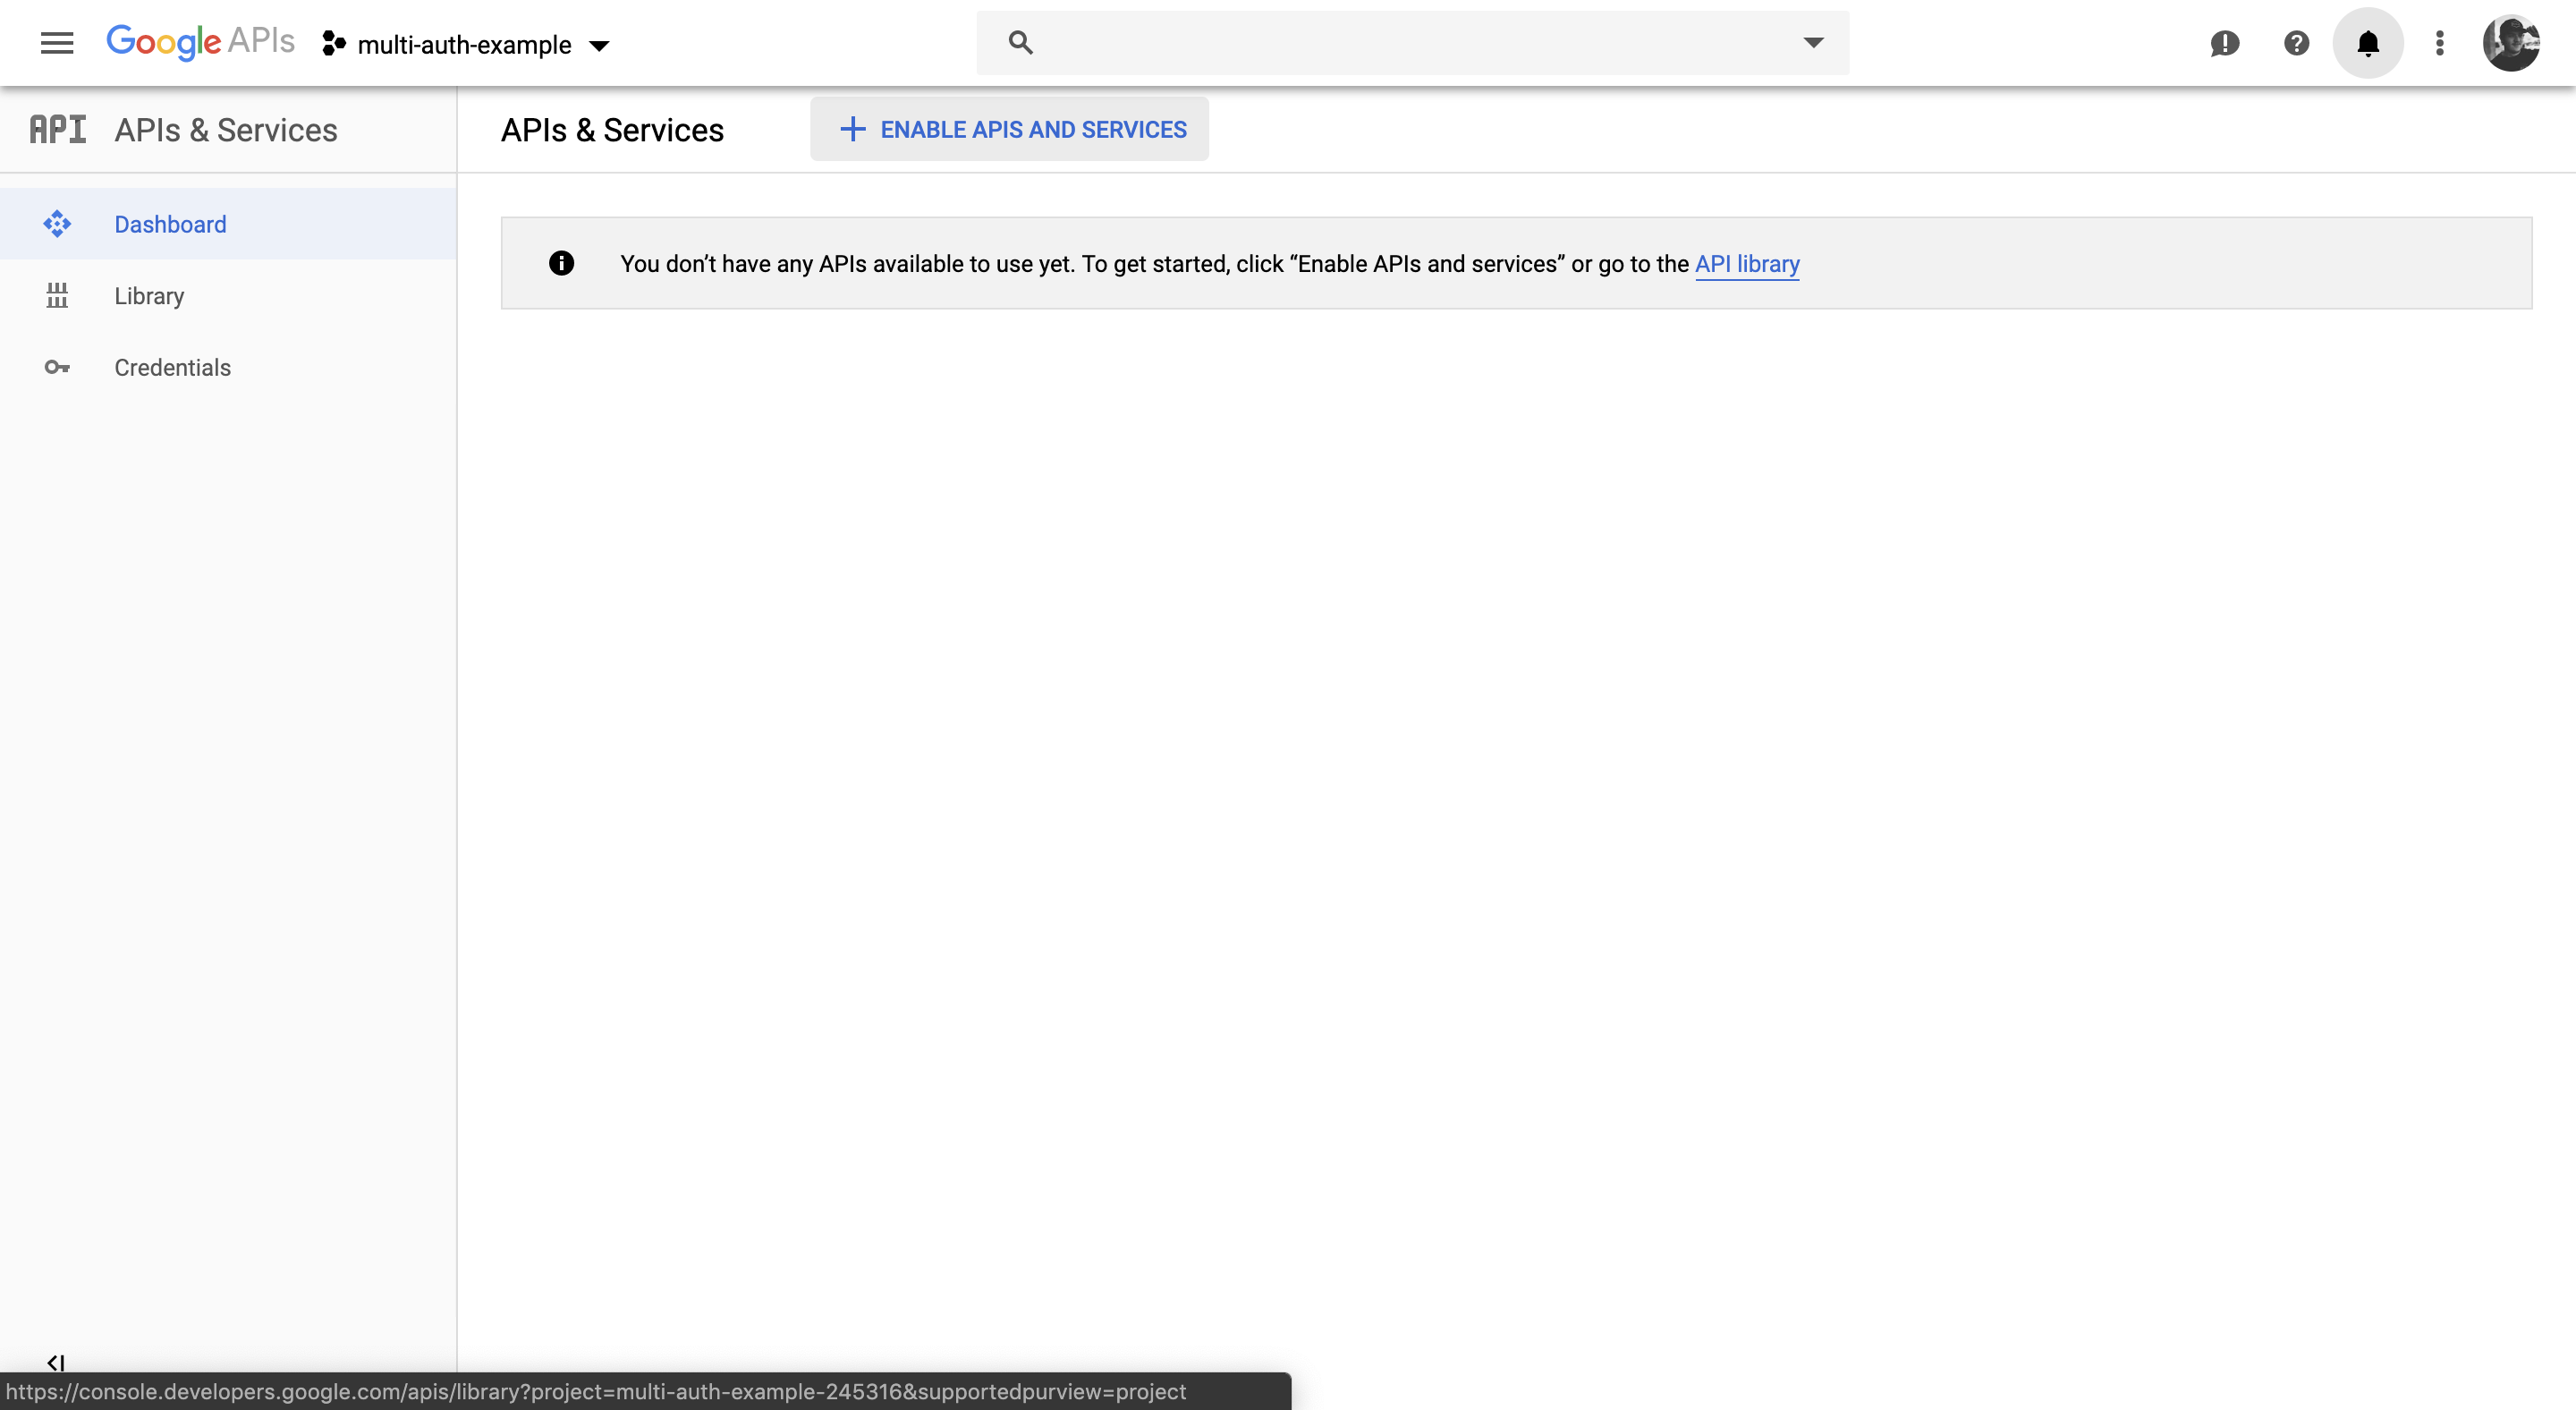 Google APIs
multi-auth-example
API
APIs & Services
APIs & Services
ENABLE APIS AND SERVICES
Dashboard
Library
Credentials
You don’t have any APIs available to use yet. To get started, click “Enable APIs and services” or go to the API library
https://console.developers.google.com/apis/library?project=multi-auth-example-245316&supportedpurview=project